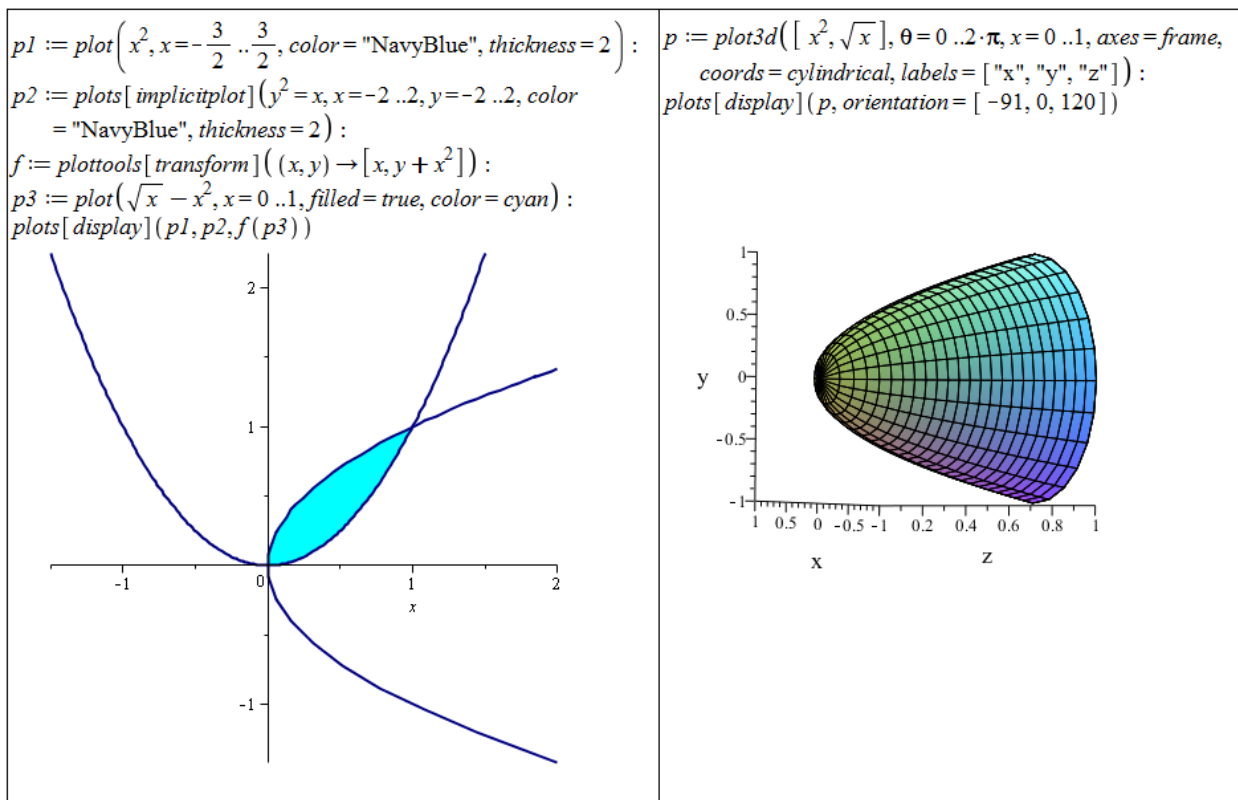 p1 := plot(x², x = -3/2 .. 3/2, color = "NavyBlue", thickness = 2) :
p2 := plots[implicitplot](y² = x, x = -2 ..2, y = -2 ..2, color
= "NavyBlue", thickness = 2) :
f := plottools[transform]((x, y) → [x, y + x²]) :
p3 := plot(√x − x², x = 0 ..1, filled = true, color = cyan) :
plots[display](p1, p2, f(p3))
2
1
-1
0
1
2
x
-1
p := plot3d([x², √x], θ = 0 ..2·π, x = 0 ..1, axes = frame,
coords = cylindrical, labels = ["x", "y", "z"]) :
plots[display](p, orientation = [-91, 0, 120])
1
0.5
y
0
-0.5
-1
1 0.5 0 -0.5 -1 0.2 0.4 0.6 0.8 1
x z